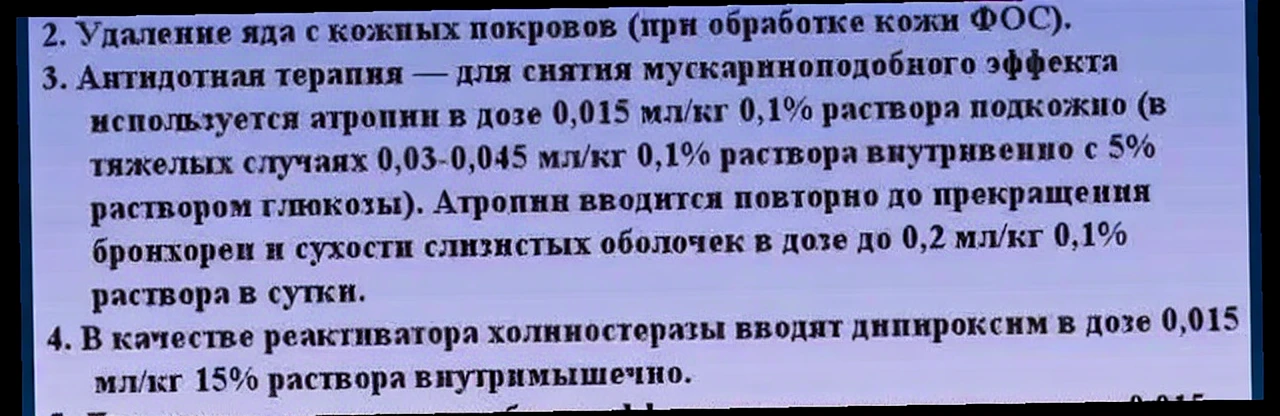 2. Удаление яда с кожных покровов (при обработке кожи ФОС).
3. Антидотная терапия — для снятия мускариноподобного эффекта
используется атропин в дозе 0,015 мл/кг 0,1% раствора подкожно (в
тяжелых случаях 0,03-0,045 мл/кг 0,1% раствора внутривенно с 5%
раствором глюкозы). Атропин вводится повторно до прекращения
бронхореи и сухости слизистых оболочек в дозе до 0,2 мл/кг 0,1%
раствора в сутки.
4. В качестве реактиватора холинностеразы вводят дипироксим в дозе 0,015
мл/кг 15% раствора внутримышечно.